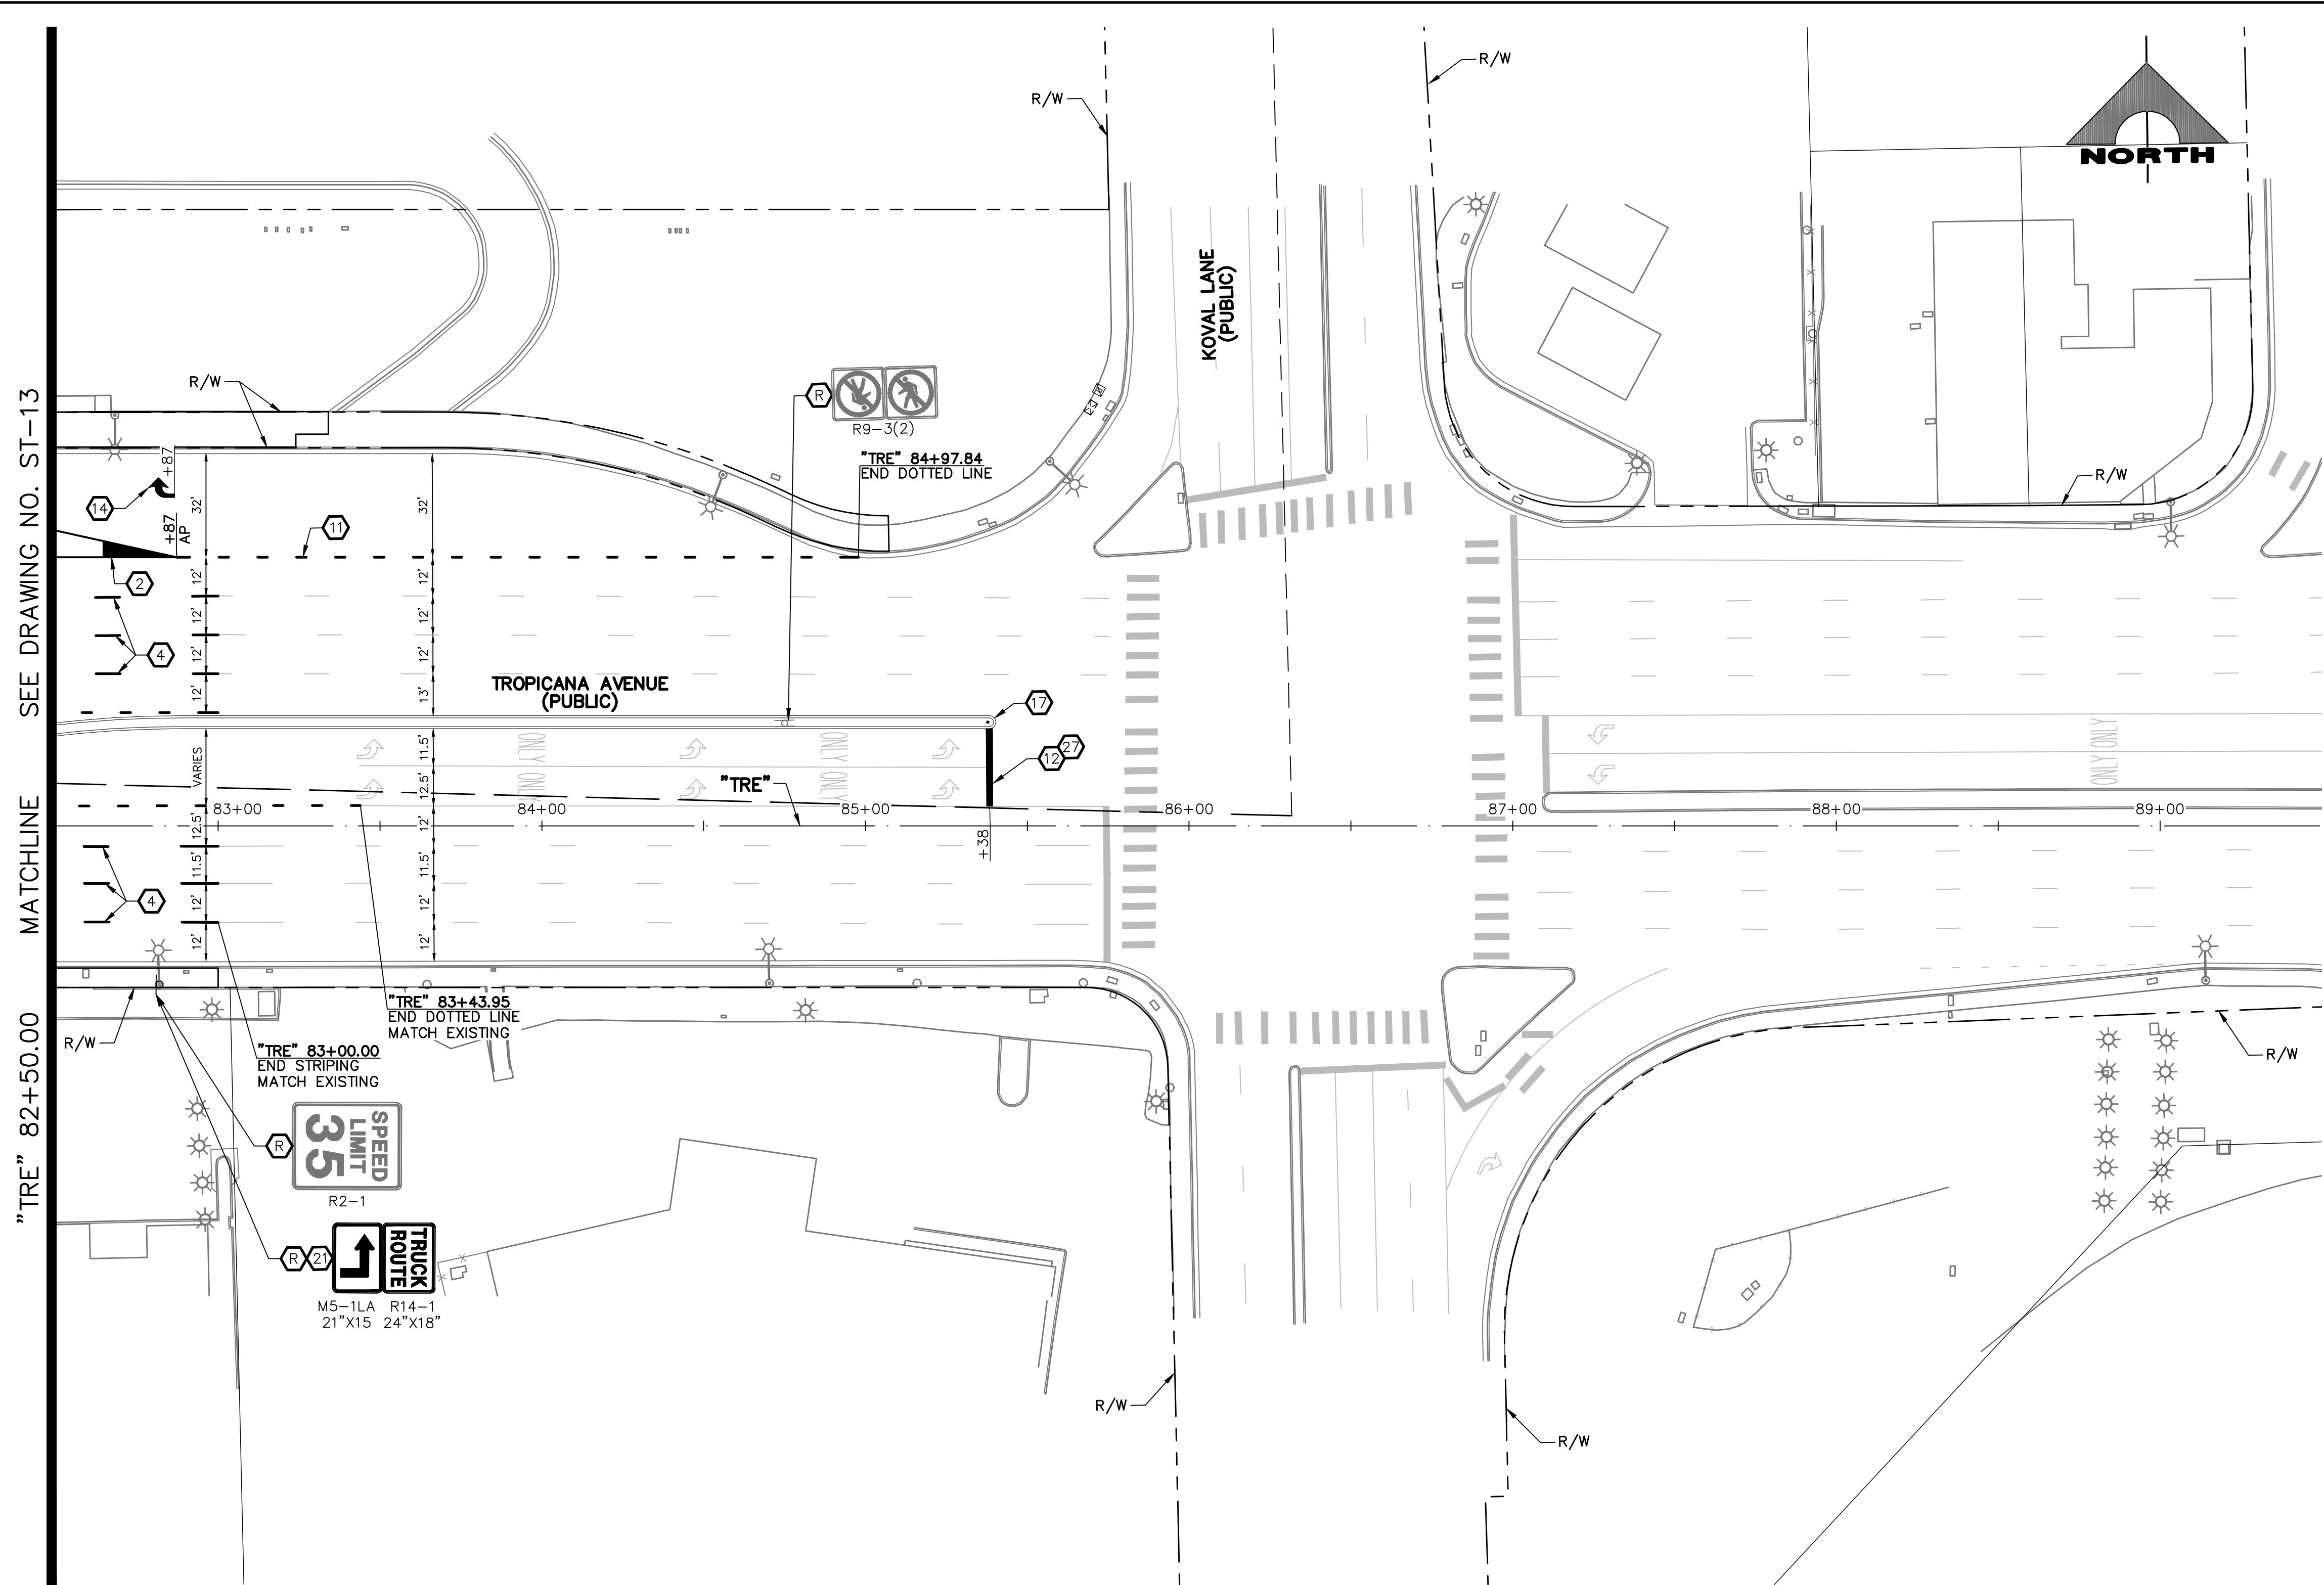 R/W
R/W
NORTH
KOVAL LANE
(PUBLIC)
SEE DRAWING NO. ST-13
MATCHLINE
"TRE" 82+50.00
R/W
R
R9-3(2)
"TRE" 84+97.84
END DOTTED LINE
R/W
+87
14
+87
AP
32'
32'
11
2
12'
12'
12'
12'
4
12'
12'
12'
13'
TROPICANA AVENUE
(PUBLIC)
17
12
27
VARIES
11.5'
12.5'
ONLY
ONLY
ONLY
ONLY
ONLY ONLY
"TRE"
83+00
84+00
85+00
86+00
87+00
88+00
89+00
+38
12.5'
12'
11.5'
11.5'
12'
12'
4
12'
12'
"TRE" 83+43.95
END DOTTED LINE
MATCH EXISTING
R/W
"TRE" 83+00.00
END STRIPING
MATCH EXISTING
R/W
R
SPEED
LIMIT
35
R2-1
R
21
TRUCK
ROUTE
M5-1LA R14-1
21"X15 24"X18"
R/W
R/W